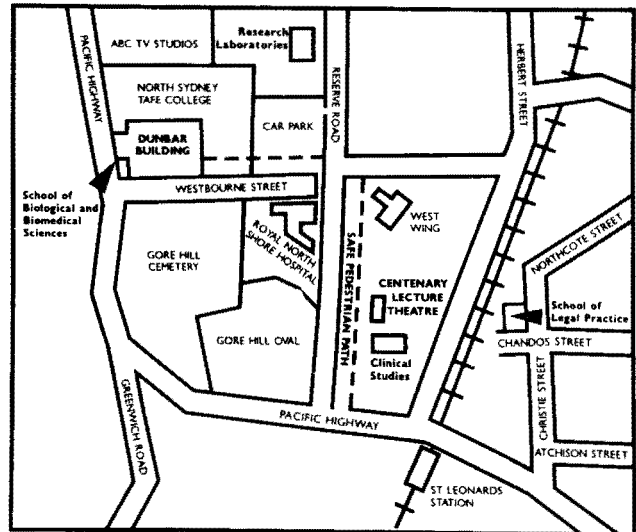 PACIFIC HIGHWAY
ABC TV STUDIOS
Research
Laboratories
RESERVE ROAD
HERBERT STREET
NORTH SYDNEY
TAFE COLLEGE
DUNBAR
BUILDING
CAR PARK
School of
Biological and
Biomedical
Sciences
WESTBOURNE STREET
ROYAL NORTH
SHORE HOSPITAL
WEST
WING
GORE HILL
CEMETERY
SAFE PEDESTRIAN PATH
CENTENARY
LECTURE
THEATRE
NORTHCOTE STREET
School of
Legal Practice
GORE HILL OVAL
Clinical
Studies
CHANDOS STREET
CHRISTIE STREET
GREENWICH ROAD
PACIFIC HIGHWAY
ATCHISON STREET
ST LEONARDS
STATION